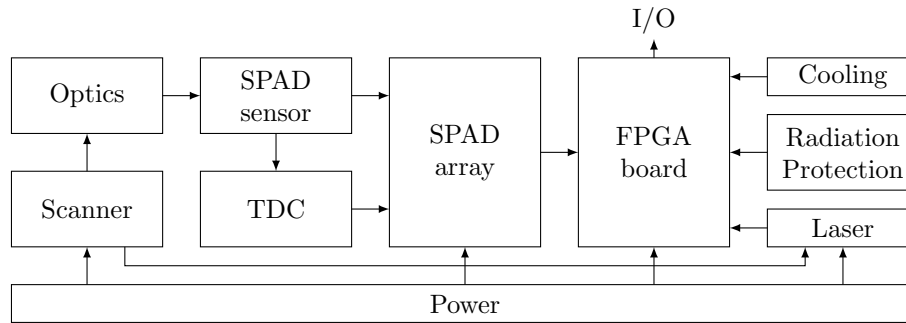 I/O
Optics
SPAD
sensor
SPAD
array
FPGA
board
Cooling
Radiation
Protection
Scanner
TDC
Laser
Power